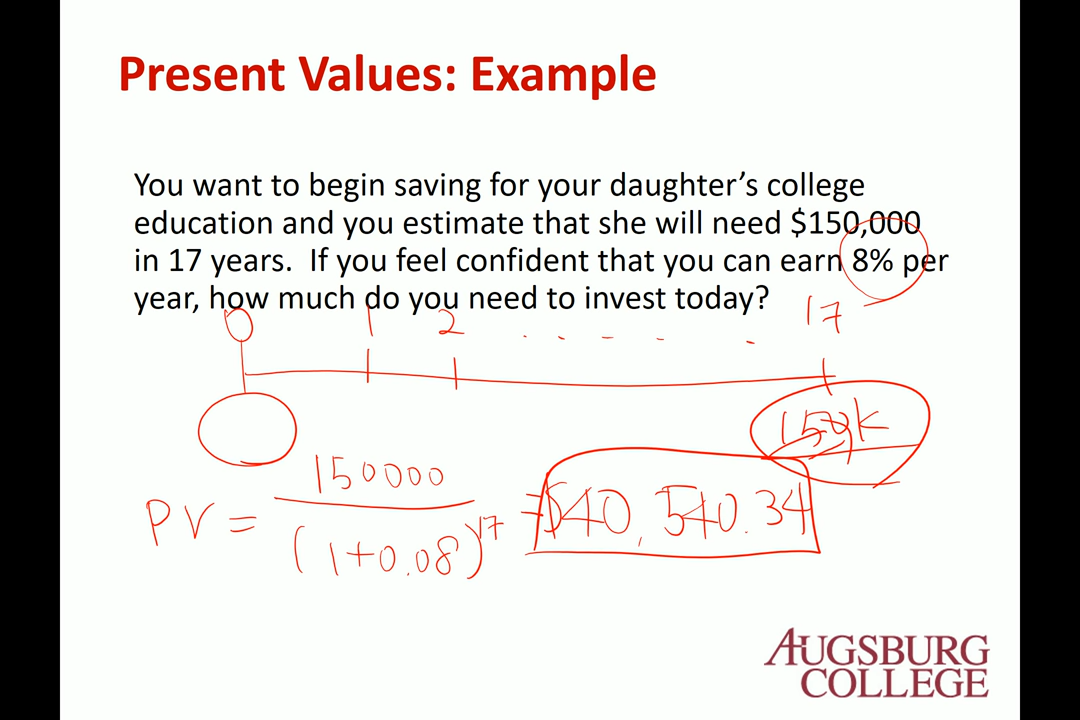 Present Values: Example
You want to begin saving for your daughter’s college
education and you estimate that she will need $150,000
in 17 years.  If you feel confident that you can earn 8% per
year, how much do you need to invest today?
0 1 2 . . - - - 17
150k
150000
PV = = $40,540.34
(1+0.08)^17
AUGSBURG
COLLEGE